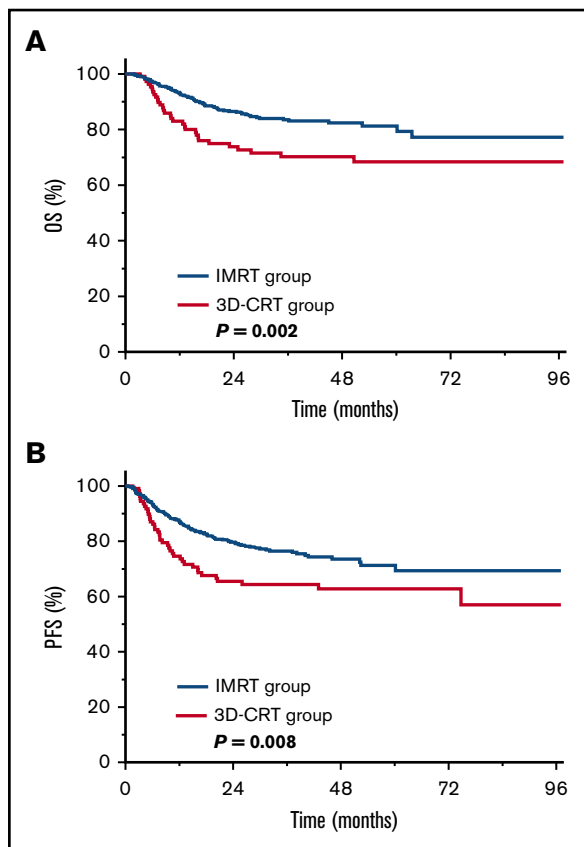 A
100
80
60
40
20
0
OS (%)
IMRT group
3D-CRT group
P = 0.002
0 24 48 72 96
Time (months)
B
100
80
60
40
20
0
PFS (%)
IMRT group
3D-CRT group
P = 0.008
0 24 48 72 96
Time (months)